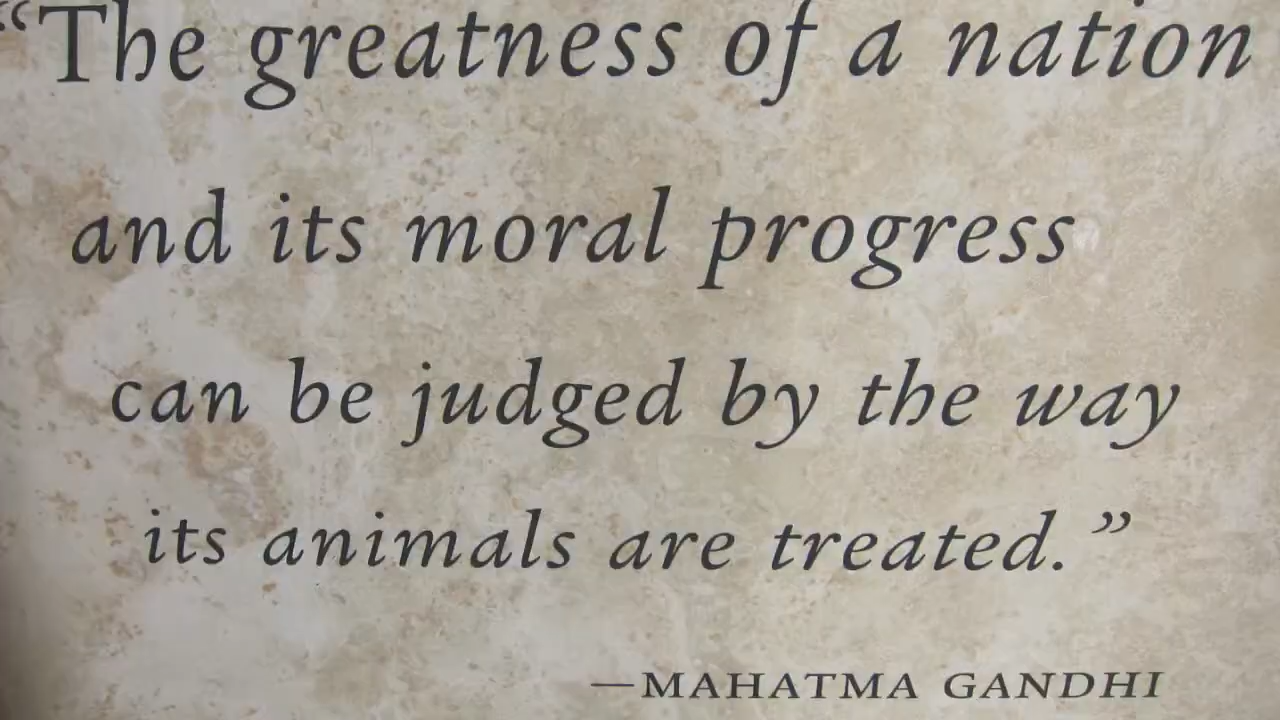 “The greatness of a nation
and its moral progress
can be judged by the way
its animals are treated.”
—MAHATMA GANDHI